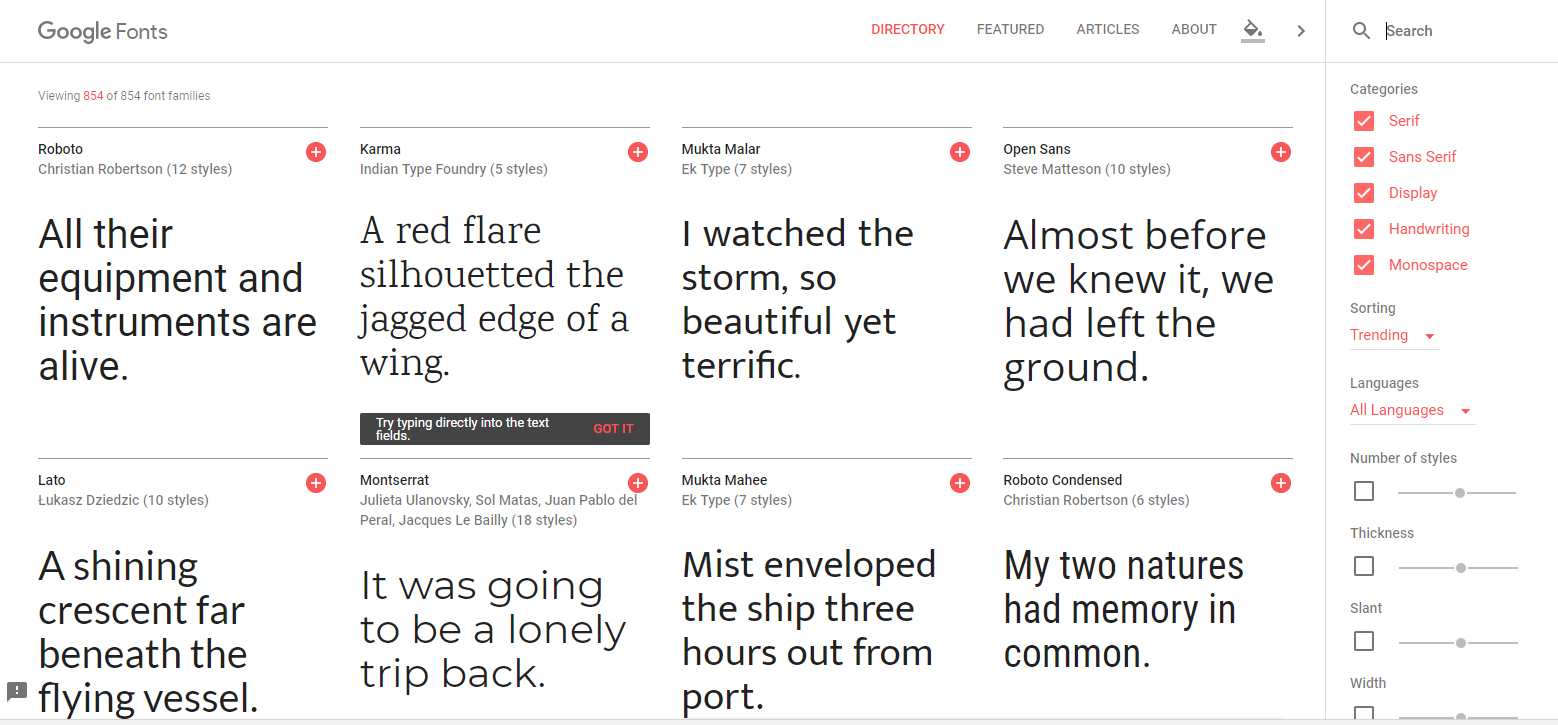 Google Fonts
DIRECTORY
FEATURED
ARTICLES
ABOUT
Search
Viewing 854 of 854 font families
Roboto
Christian Robertson (12 styles)
All their
equipment and
instruments are
alive.
Karma
Indian Type Foundry (5 styles)
A red flare
silhouetted the
jagged edge of a
wing.
Try typing directly into the text
fields.
GOT IT
Mukta Malar
Ek Type (7 styles)
I watched the
storm, so
beautiful yet
terrific.
Open Sans
Steve Matteson (10 styles)
Almost before
we knew it, we
had left the
ground.
Lato
Łukasz Dziedzic (10 styles)
A shining
crescent far
beneath the
flying vessel.
Montserrat
Julieta Ulanovsky, Sol Matas, Juan Pablo del
Peral, Jacques Le Bailly (18 styles)
It was going
to be a lonely
trip back.
Mukta Mahee
Ek Type (7 styles)
Mist enveloped
the ship three
hours out from
port.
Roboto Condensed
Christian Robertson (6 styles)
My two natures
had memory in
common.
Categories
Serif
Sans Serif
Display
Handwriting
Monospace
Sorting
Trending
Languages
All Languages
Number of styles
Thickness
Slant
Width